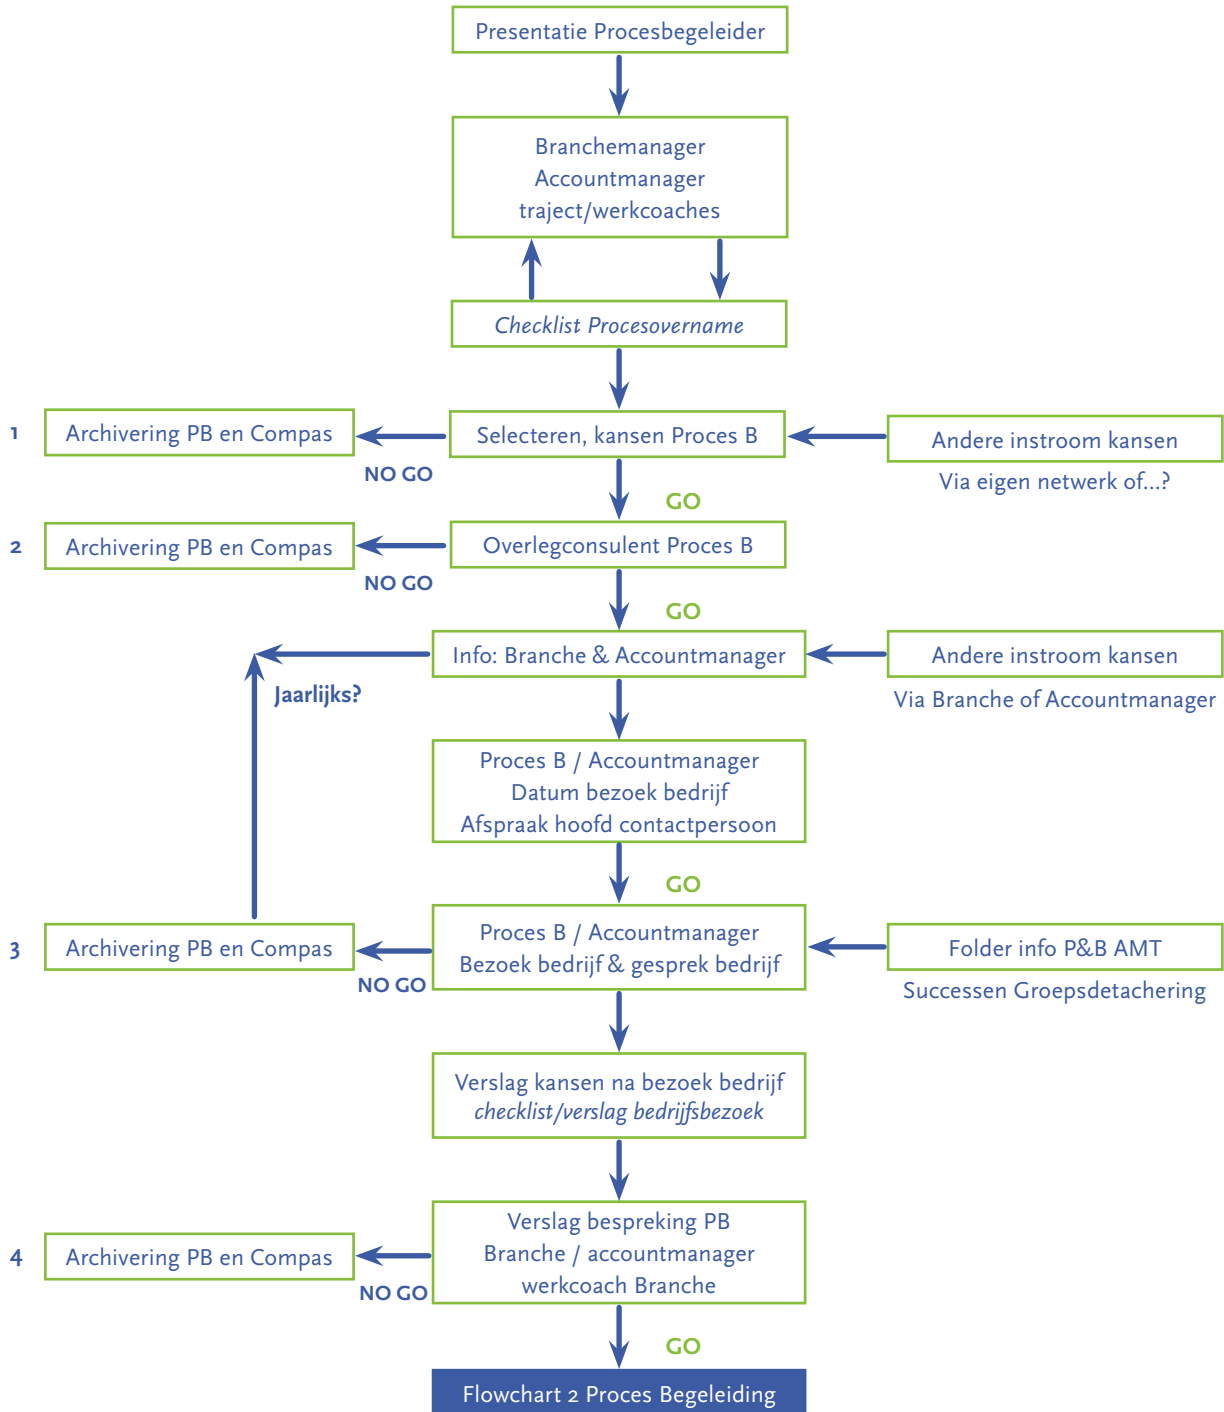 Presentatie Procesbegeleider
Branchemanager
Accountmanager
traject/werkcoaches
Checklist Procesovername
1
Archivering PB en Compas
NO GO
Selecteren, kansen Proces B
Andere instroom kansen
Via eigen netwerk of...?
GO
2
Archivering PB en Compas
NO GO
Overlegconsulent Proces B
GO
Info: Branche & Accountmanager
Andere instroom kansen
Via Branche of Accountmanager
Jaarlijks?
Proces B / Accountmanager
Datum bezoek bedrijf
Afspraak hoofd contactpersoon
GO
3
Archivering PB en Compas
NO GO
Proces B / Accountmanager
Bezoek bedrijf & gesprek bedrijf
Folder info P&B AMT
Successen Groepsdetachering
Verslag kansen na bezoek bedrijf
checklist/verslag bedrijfsbezoek
4
Archivering PB en Compas
NO GO
Verslag bespreking PB
Branche / accountmanager
werkcoach Branche
GO
Flowchart 2 Proces Begeleiding